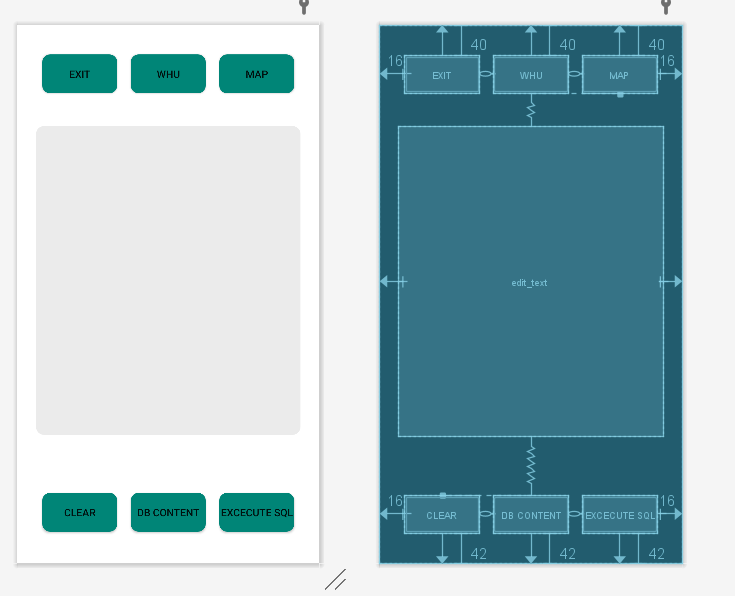 EXIT WHU MAP
CLEAR DB CONTENT EXCECUTE SQL
40 40 40
16 16
EXIT WHU MAP
edit_text
16 16
CLEAR DB CONTENT EXCECUTE SQL
42 42 42